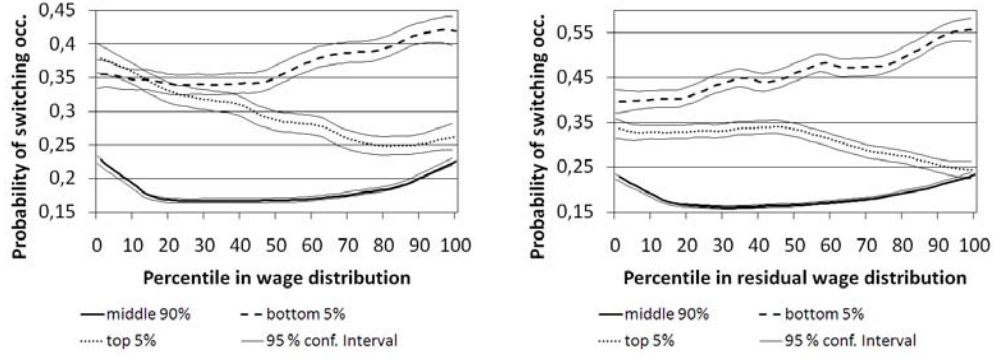 Probability of switching occ.
0,45
0,4
0,35
0,3
0,25
0,2
0,15
0 10 20 30 40 50 60 70 80 90 100
Percentile in wage distribution
middle 90%
bottom 5%
top 5%
95 % conf. Interval
Probability of switching occ.
0,55
0,45
0,35
0,25
0,15
0 10 20 30 40 50 60 70 80 90 100
Percentile in residual wage distribution
middle 90%
bottom 5%
top 5%
95 % conf. Interval